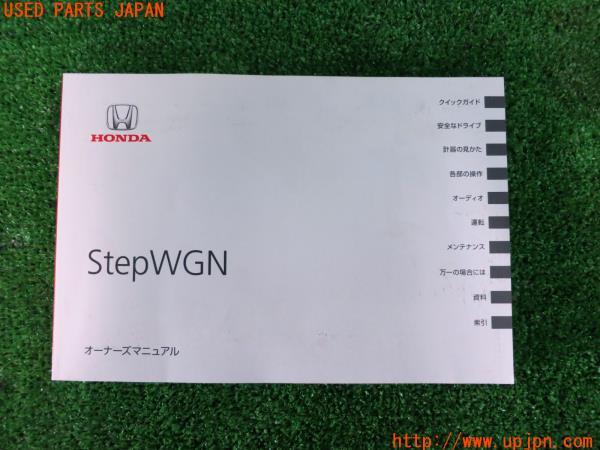 USED PARTS JAPAN
HONDA
StepWGN
オーナーズマニュアル
クイックガイド
安全なドライブ
計器の見かた
各部の操作
オーディオ
運転
メンテナンス
万一の場合には
資料
索引
http://www.upjpn.com/